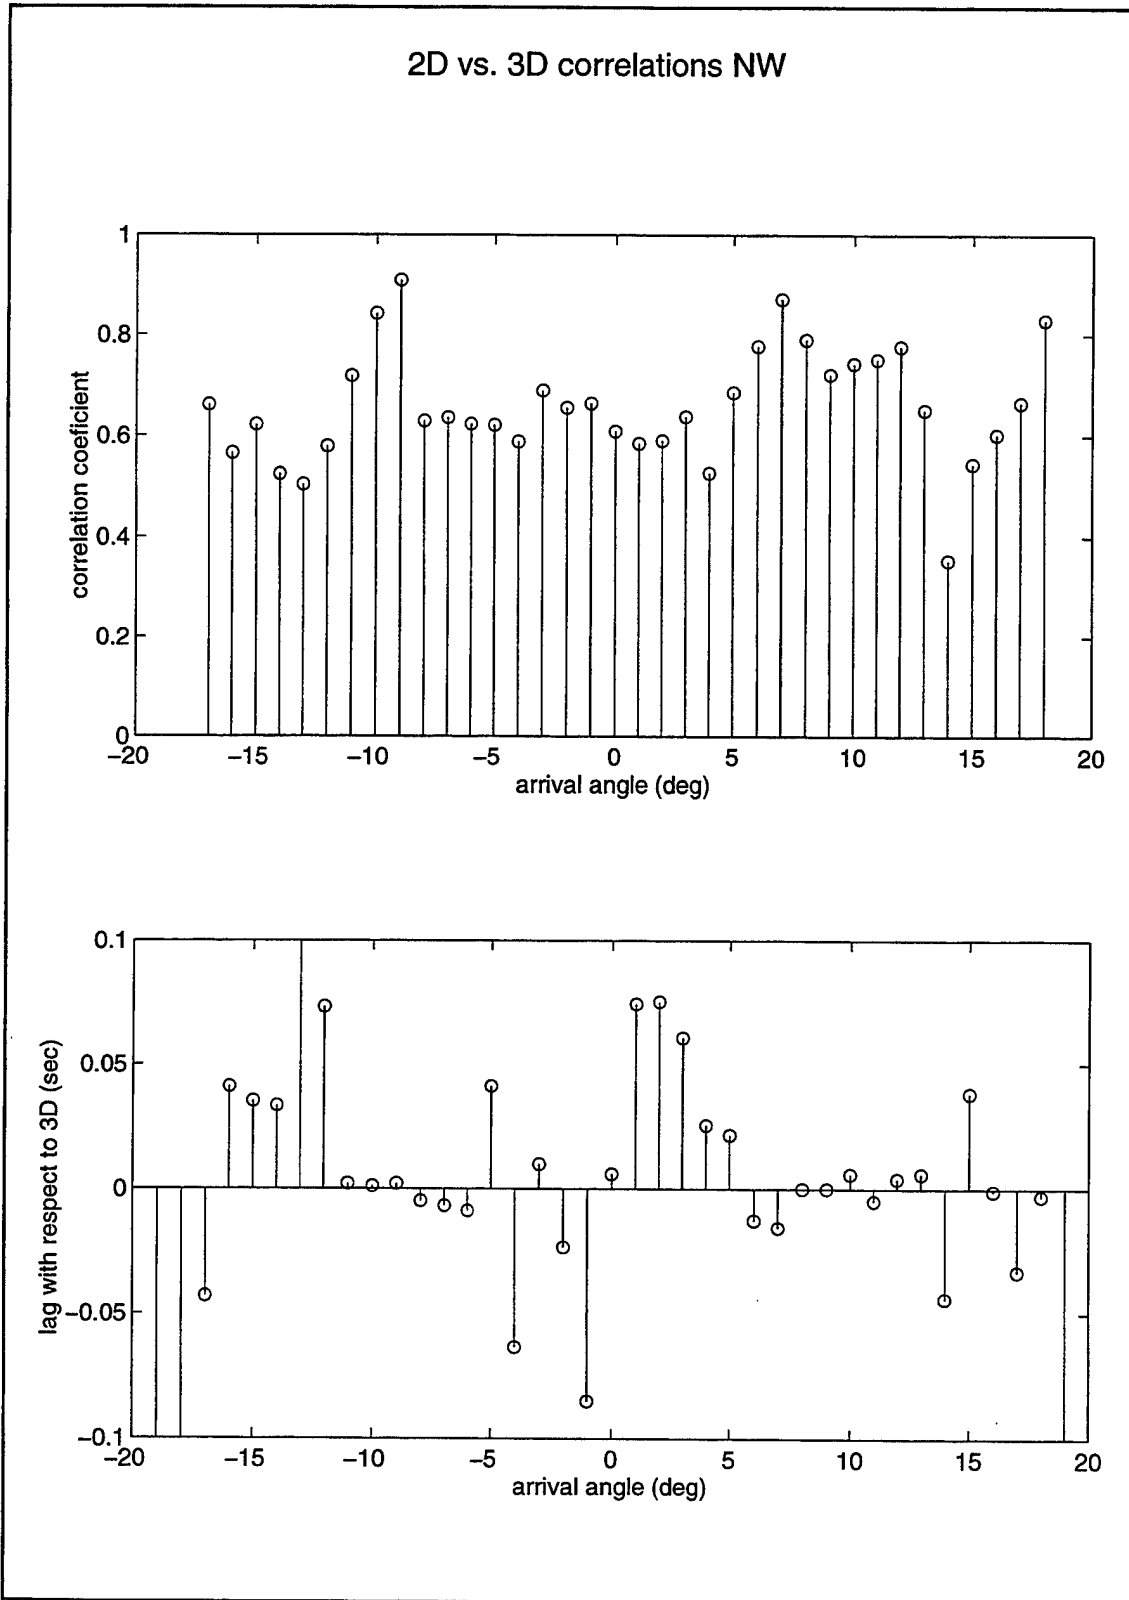 2D vs. 3D correlations NW
1
0.8
0.6
0.4
0.2
0
correlation coeficient
−20 −15 −10 −5 0 5 10 15 20
arrival angle (deg)
0.1
0.05
0
−0.05
−0.1
lag with respect to 3D (sec)
−20 −15 −10 −5 0 5 10 15 20
arrival angle (deg)